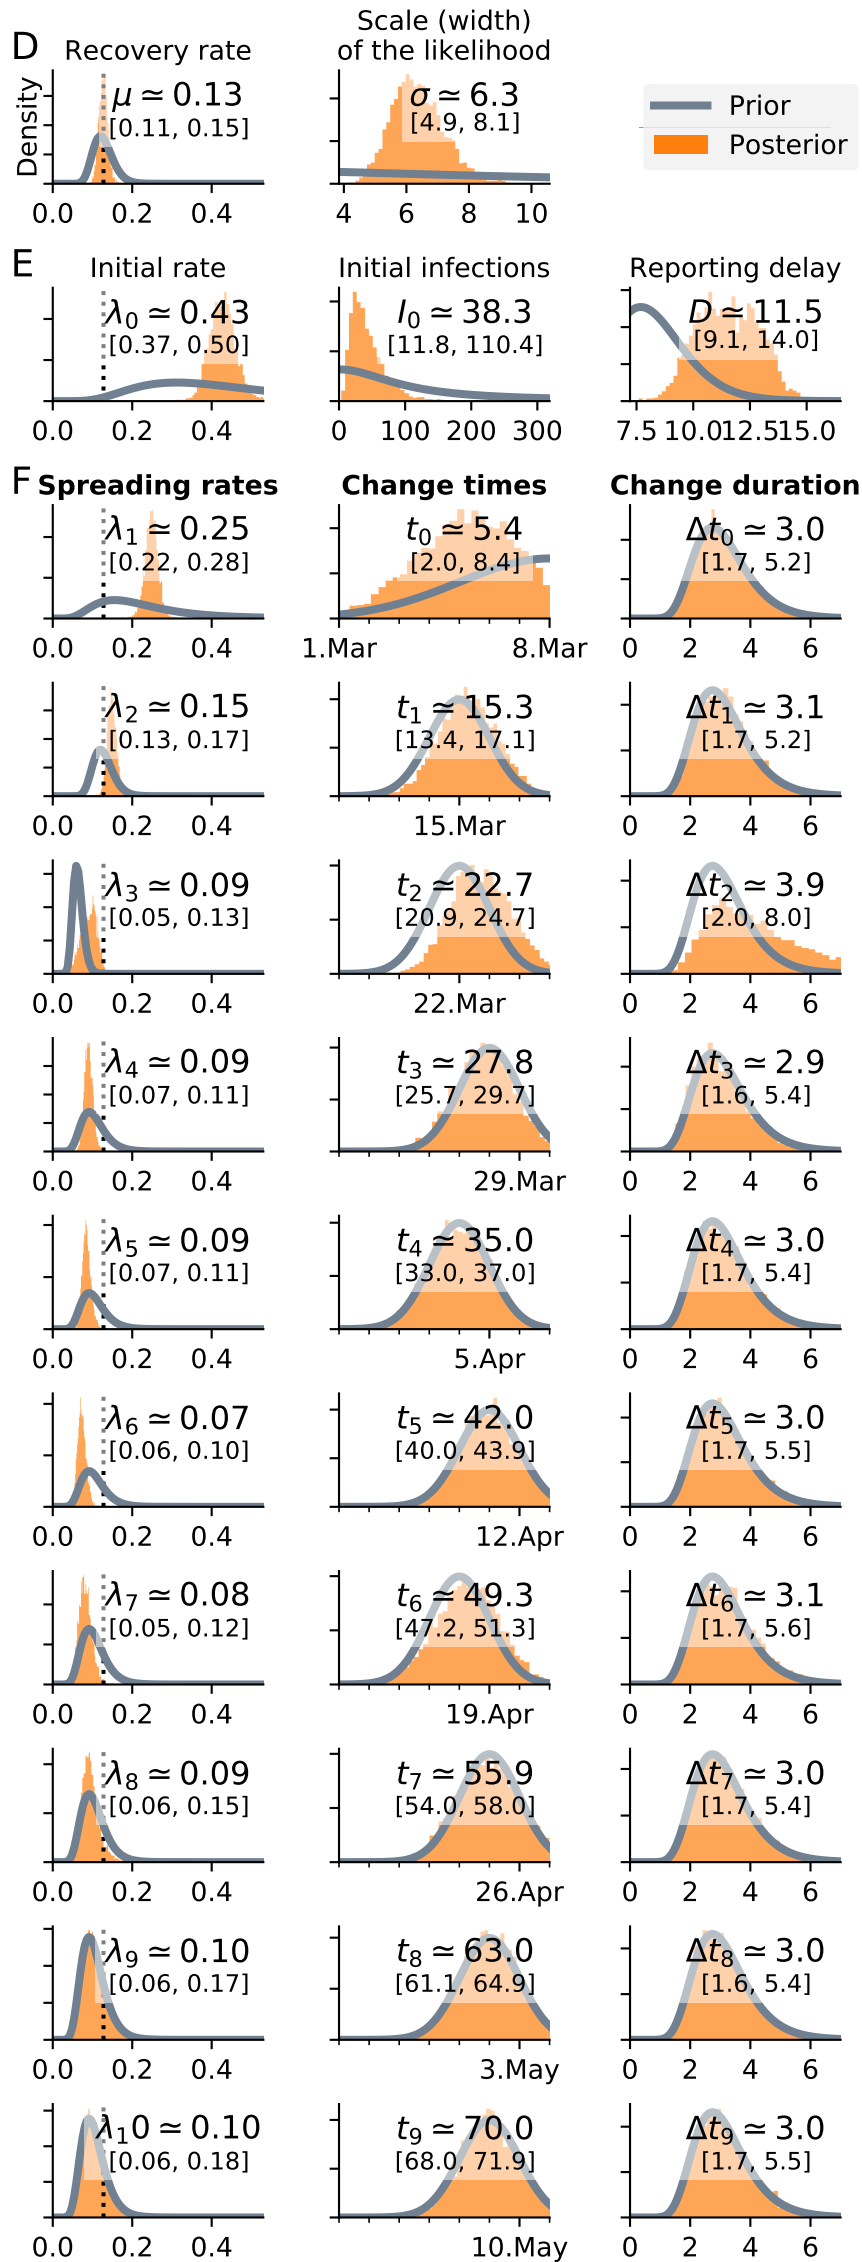 D
Recovery rate
Scale (width)
of the likelihood
Density
μ ≃ 0.13
[0.11, 0.15]
0.0 0.2 0.4
σ ≃ 6.3
[4.9, 8.1]
4 6 8 10
Prior
Posterior
E
Initial rate
λ0 ≃ 0.43
[0.37, 0.50]
0.0 0.2 0.4
Initial infections
I0 ≃ 38.3
[11.8, 110.4]
0 100 200 300
Reporting delay
D ≃ 11.5
[9.1, 14.0]
7.5 10.0 12.5 15.0
F
Spreading rates
Change times
Change duration
λ1 ≃ 0.25
[0.22, 0.28]
0.0 0.2 0.4
t0 ≃ 5.4
[2.0, 8.4]
1.Mar 8.Mar
Δt0 ≃ 3.0
[1.7, 5.2]
0 2 4 6
λ2 ≃ 0.15
[0.13, 0.17]
0.0 0.2 0.4
t1 ≃ 15.3
[13.4, 17.1]
15.Mar
Δt1 ≃ 3.1
[1.7, 5.2]
0 2 4 6
λ3 ≃ 0.09
[0.05, 0.13]
0.0 0.2 0.4
t2 ≃ 22.7
[20.9, 24.7]
22.Mar
Δt2 ≃ 3.9
[2.0, 8.0]
0 2 4 6
λ4 ≃ 0.09
[0.07, 0.11]
0.0 0.2 0.4
t3 ≃ 27.8
[25.7, 29.7]
29.Mar
Δt3 ≃ 2.9
[1.6, 5.4]
0 2 4 6
λ5 ≃ 0.09
[0.07, 0.11]
0.0 0.2 0.4
t4 ≃ 35.0
[33.0, 37.0]
5.Apr
Δt4 ≃ 3.0
[1.7, 5.4]
0 2 4 6
λ6 ≃ 0.07
[0.06, 0.10]
0.0 0.2 0.4
t5 ≃ 42.0
[40.0, 43.9]
12.Apr
Δt5 ≃ 3.0
[1.7, 5.5]
0 2 4 6
λ7 ≃ 0.08
[0.05, 0.12]
0.0 0.2 0.4
t6 ≃ 49.3
[47.2, 51.3]
19.Apr
Δt6 ≃ 3.1
[1.7, 5.6]
0 2 4 6
λ8 ≃ 0.09
[0.06, 0.15]
0.0 0.2 0.4
t7 ≃ 55.9
[54.0, 58.0]
26.Apr
Δt7 ≃ 3.0
[1.7, 5.4]
0 2 4 6
λ9 ≃ 0.10
[0.06, 0.17]
0.0 0.2 0.4
t8 ≃ 63.0
[61.1, 64.9]
3.May
Δt8 ≃ 3.0
[1.6, 5.4]
0 2 4 6
λ10 ≃ 0.10
[0.06, 0.18]
0.0 0.2 0.4
t9 ≃ 70.0
[68.0, 71.9]
10.May
Δt9 ≃ 3.0
[1.7, 5.5]
0 2 4 6